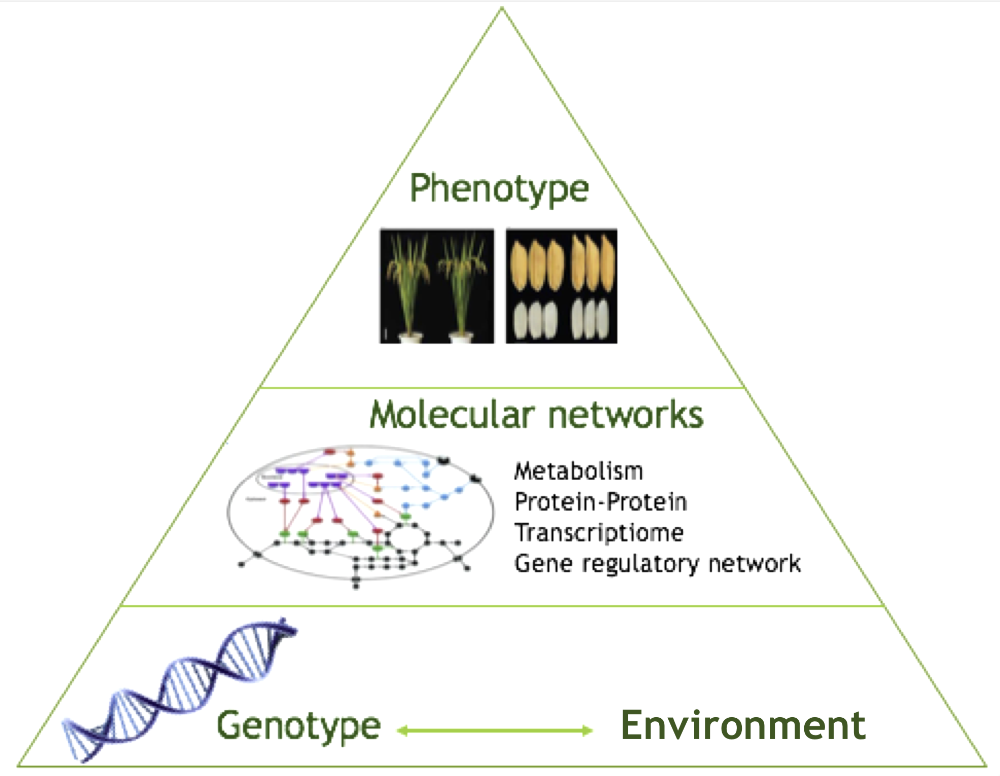 Phenotype
Molecular networks
Metabolism
Protein-Protein
Transcriptiome
Gene regulatory network
Genotype
Environment